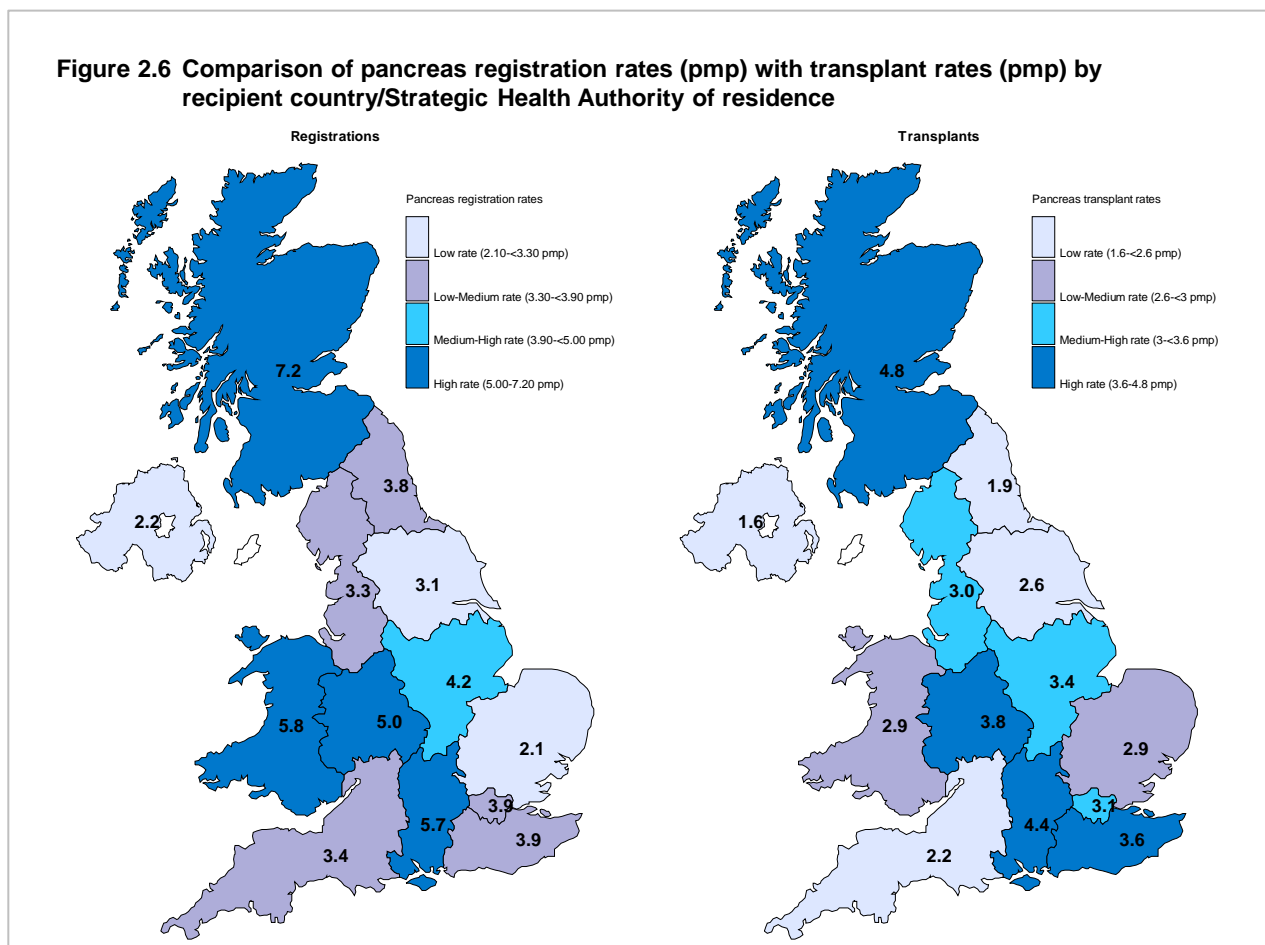 Figure 2.6 Comparison of pancreas registration rates (pmp) with transplant rates (pmp) by
recipient country/Strategic Health Authority of residence
Registrations
Pancreas registration rates
Low rate (2.10-<3.30 pmp)
Low-Medium rate (3.30-<3.90 pmp)
Medium-High rate (3.90-<5.00 pmp)
High rate (5.00-7.20 pmp)
7.2
3.8
2.2
3.3
3.1
4.2
5.8
5.0
2.1
3.9
5.7
3.9
3.4
Transplants
Pancreas transplant rates
Low rate (1.6-<2.6 pmp)
Low-Medium rate (2.6-<3 pmp)
Medium-High rate (3-<3.6 pmp)
High rate (3.6-4.8 pmp)
4.8
1.9
1.6
3.0
2.6
3.4
2.9
3.8
2.9
3.1
4.4
3.6
2.2